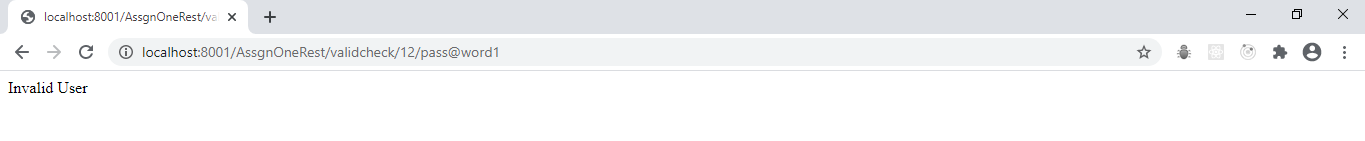 localhost:8001/AssgnOneRest/va
localhost:8001/AssgnOneRest/validcheck/12/pass@word1
Invalid User